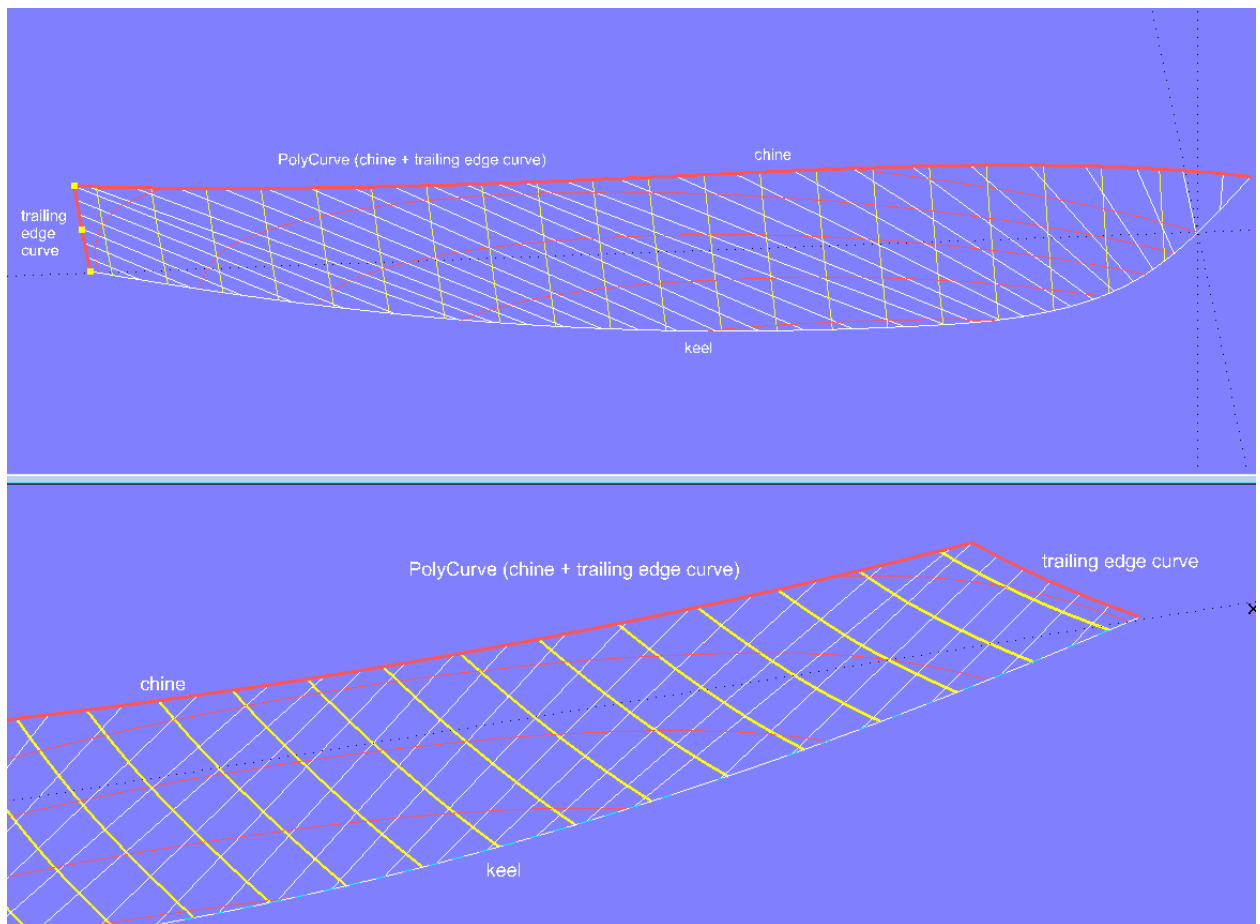 PolyCurve (chine + trailing edge curve)
chine
trailing
edge
curve
keel
PolyCurve (chine + trailing edge curve)
trailing edge curve
chine
keel